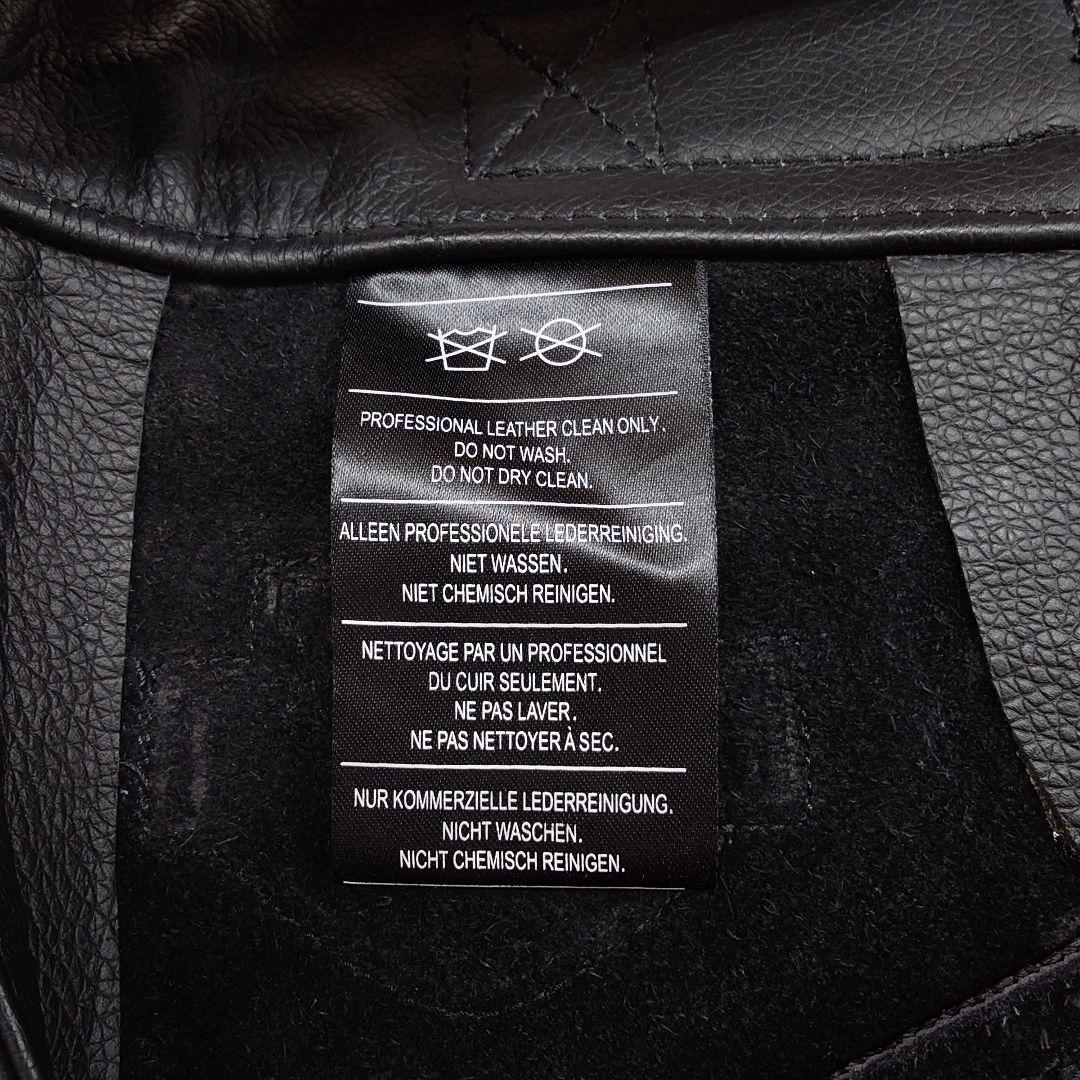 PROFESSIONAL LEATHER CLEAN ONLY.
DO NOT WASH.
DO NOT DRY CLEAN.
ALLEEN PROFESSIONELE LEDERREINIGING.
NIET WASSEN.
NIET CHEMISCH REINIGEN.
NETTOYAGE PAR UN PROFESSIONNEL
DU CUIR SEULEMENT.
NE PAS LAVER.
NE PAS NETTOYER À SEC.
NUR KOMMERZIELLE LEDERREINIGUNG.
NICHT WASCHEN.
NICHT CHEMISCH REINIGEN.